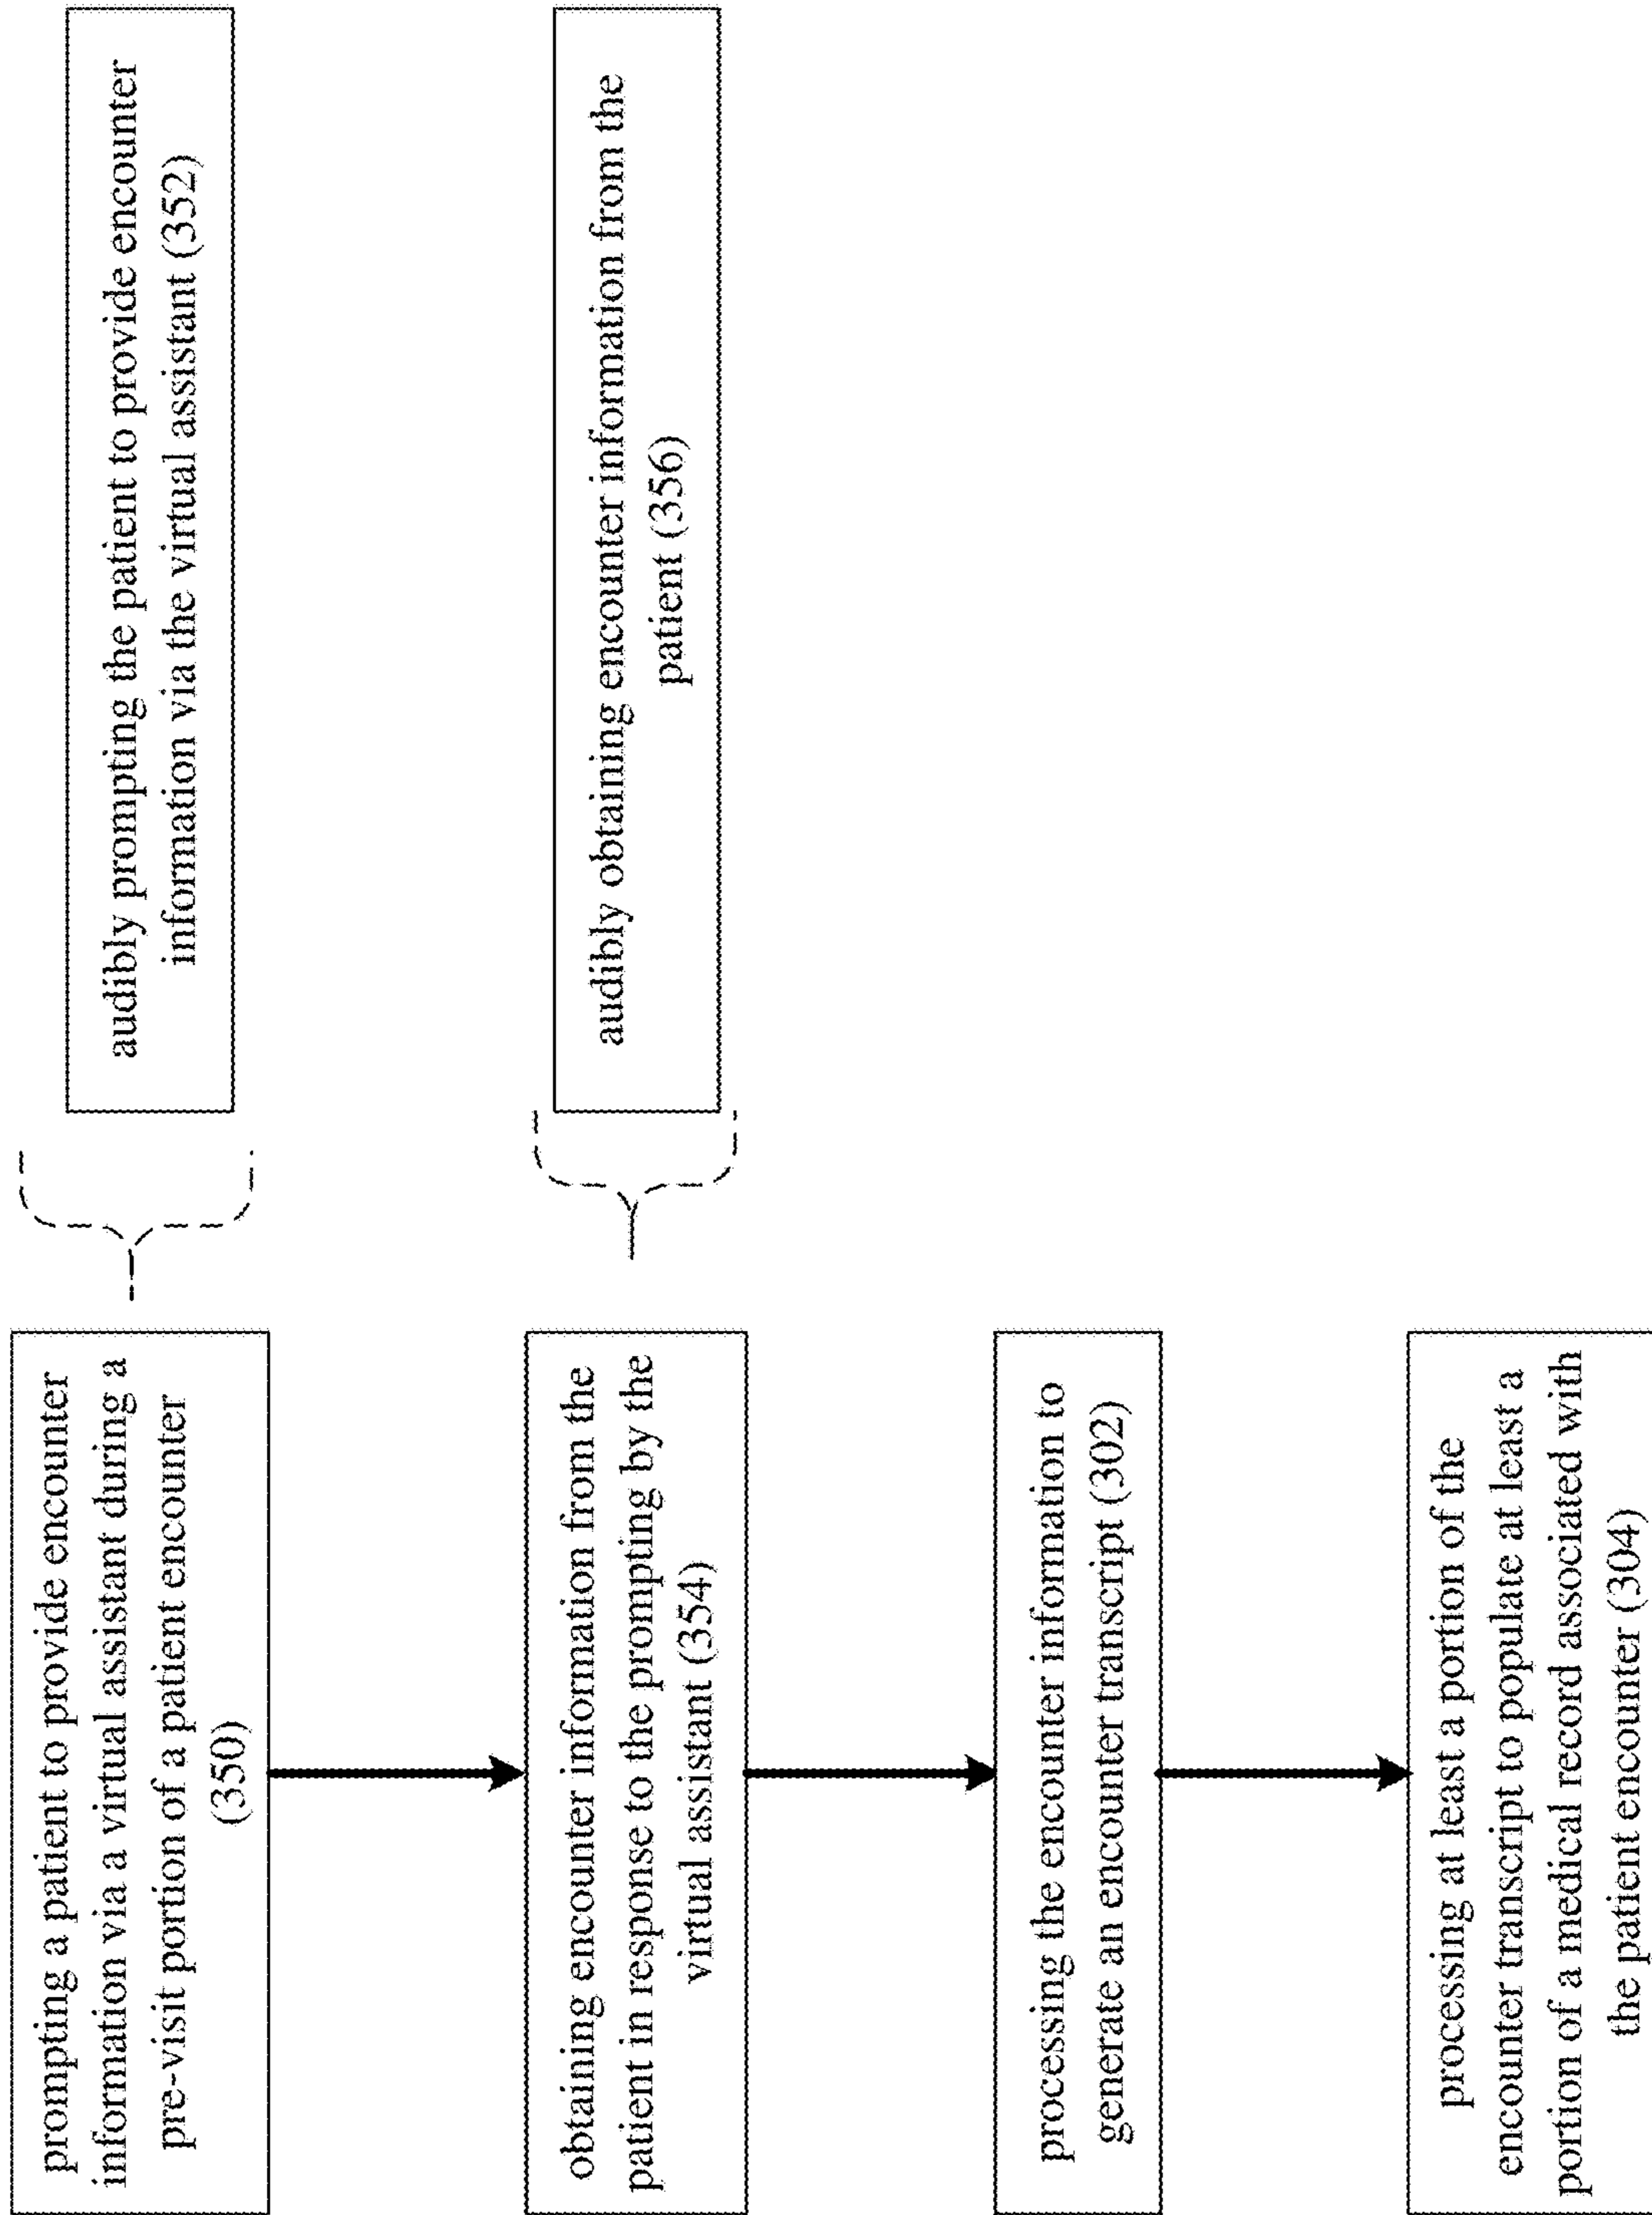 prompting a patient to provide encounter
information via a virtual assistant during a
pre-visit portion of a patient encounter
(350)
audibly prompting the patient to provide encounter
information via the virtual assistant (352)
obtaining encounter information from the
patient in response to the prompting by the
virtual assistant (354)
audibly obtaining encounter information from the
patient (356)
processing the encounter information to
generate an encounter transcript (302)
processing at least a portion of the
encounter transcript to populate at least a
portion of a medical record associated with
the patient encounter (304)